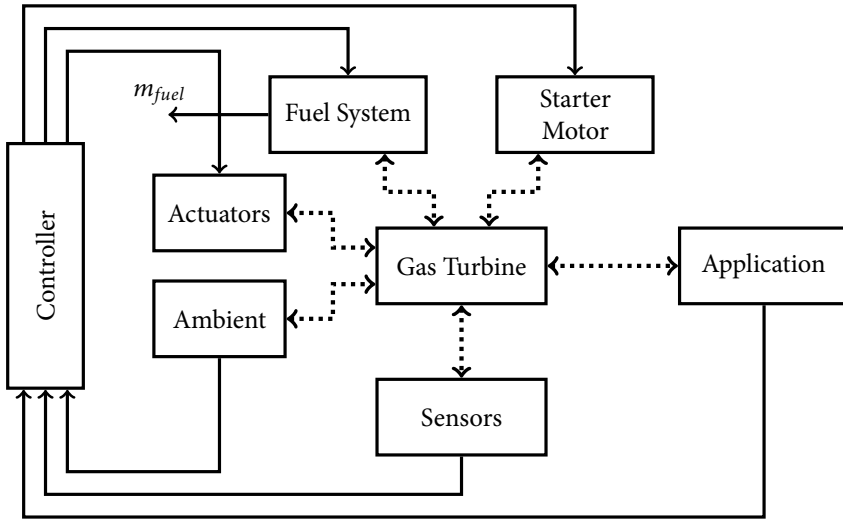 m_fuel
Fuel System
Starter
Motor
Controller
Actuators
Gas Turbine
Application
Ambient
Sensors